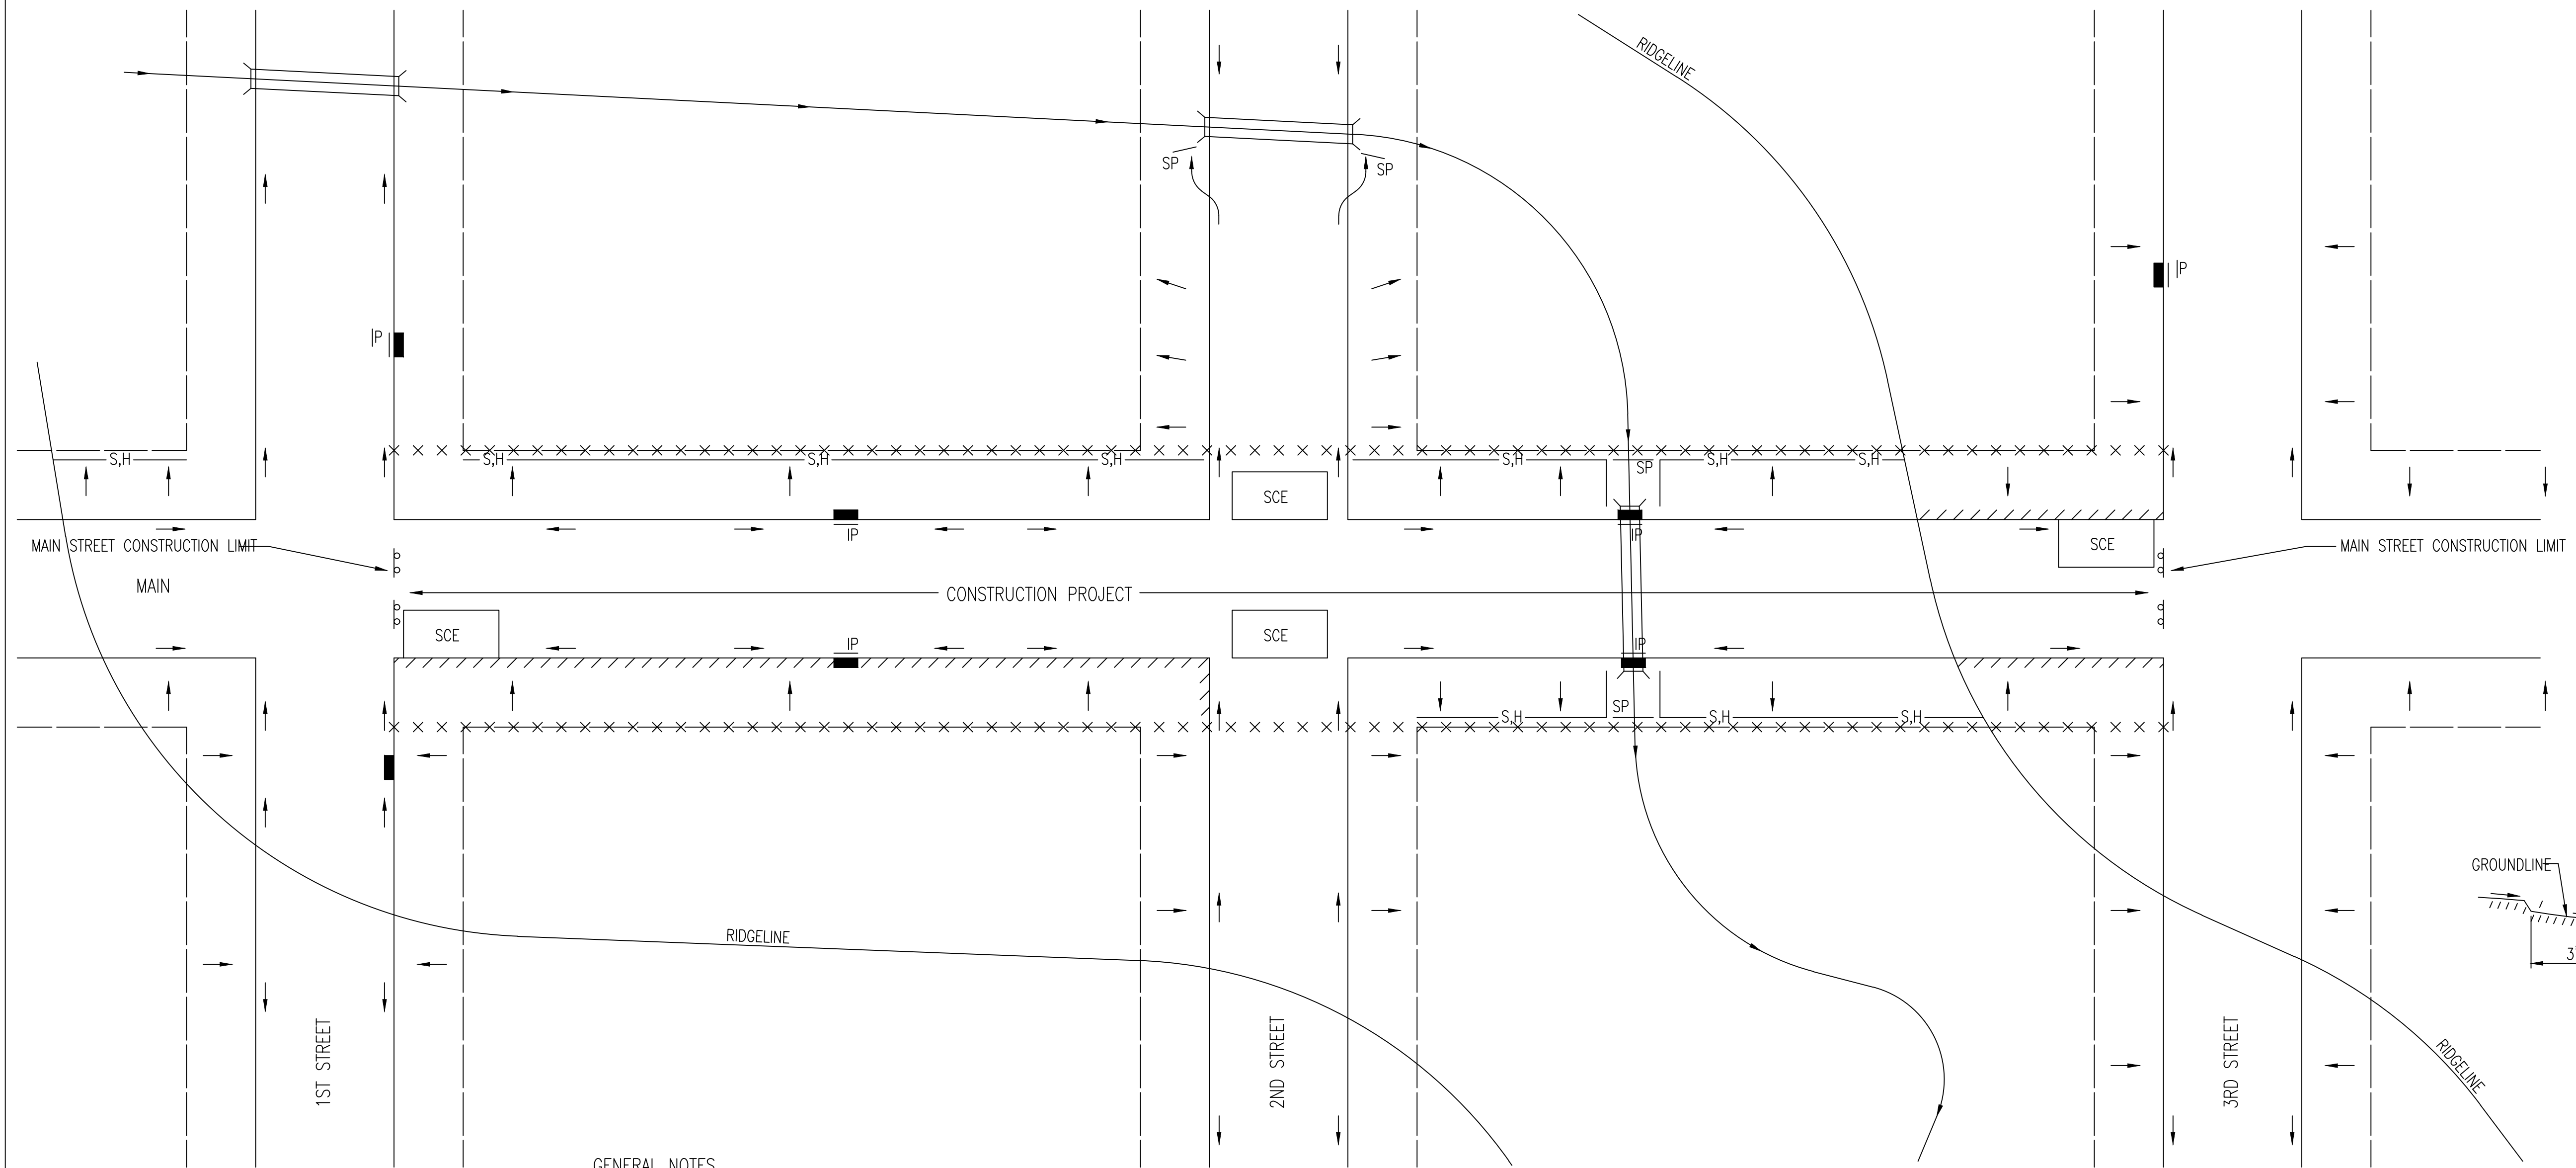 RIDGELINE
SP
SP
IP
IP
S,H
S,H
S,H
S,H
S,H
SP
S,H
S,H
SCE
IP
IP
MAIN STREET CONSTRUCTION LIMIT
SCE
MAIN STREET CONSTRUCTION LIMIT
MAIN
CONSTRUCTION PROJECT
SCE
SCE
IP
IP
SP
S,H
S,H
S,H
GROUNDLINE
RIDGELINE
3
1ST STREET
2ND STREET
3RD STREET
RIDGELINE
GENERAL NOTES